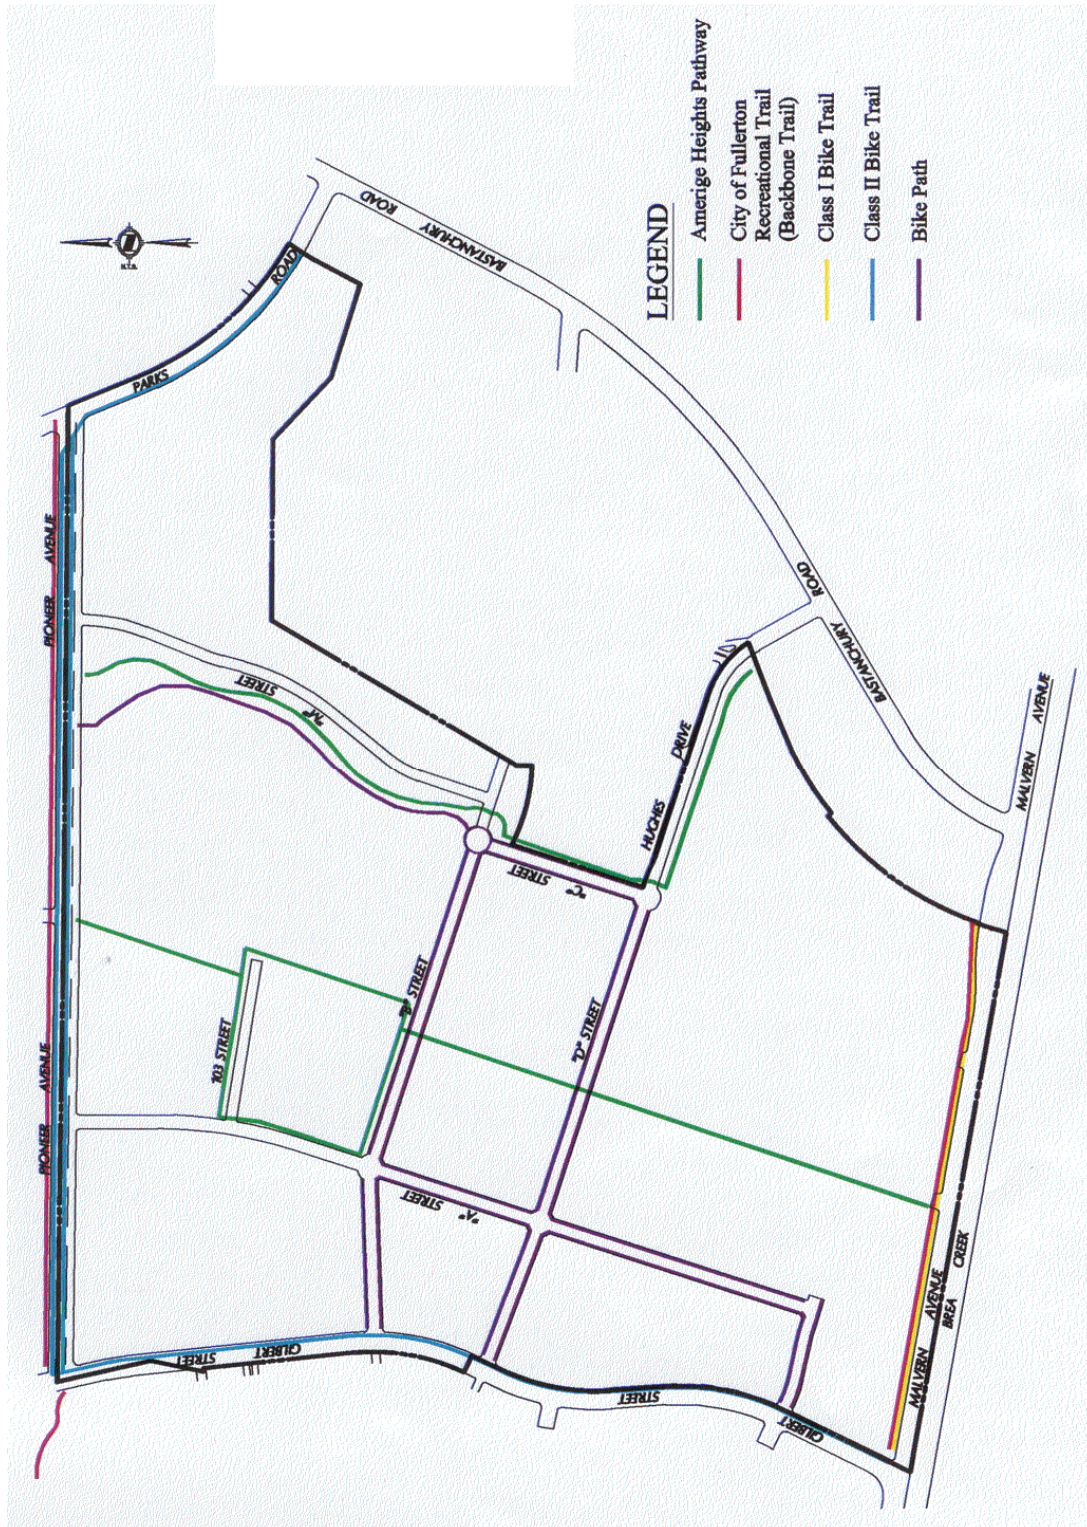 LEGEND
Amerige Heights Pathway
City of Fullerton
Recreational Trail
(Backbone Trail)
Class I Bike Trail
Class II Bike Trail
Bike Path
N.T.S.
PARKS
ROAD
BASTANCHURY
ROAD
PIONEER
AVENUE
PIONEER
AVENUE
"M"
STREET
HUGHES
DRIVE
ROAD
BASTANCHURY
MALVERN
AVENUE
"C"
STREET
"B" STREET
"D" STREET
103 STREET
"A"
STREET
GILBERT
STREET
STREET
GILBERT
MALVERN
AVENUE
BREA
CREEK